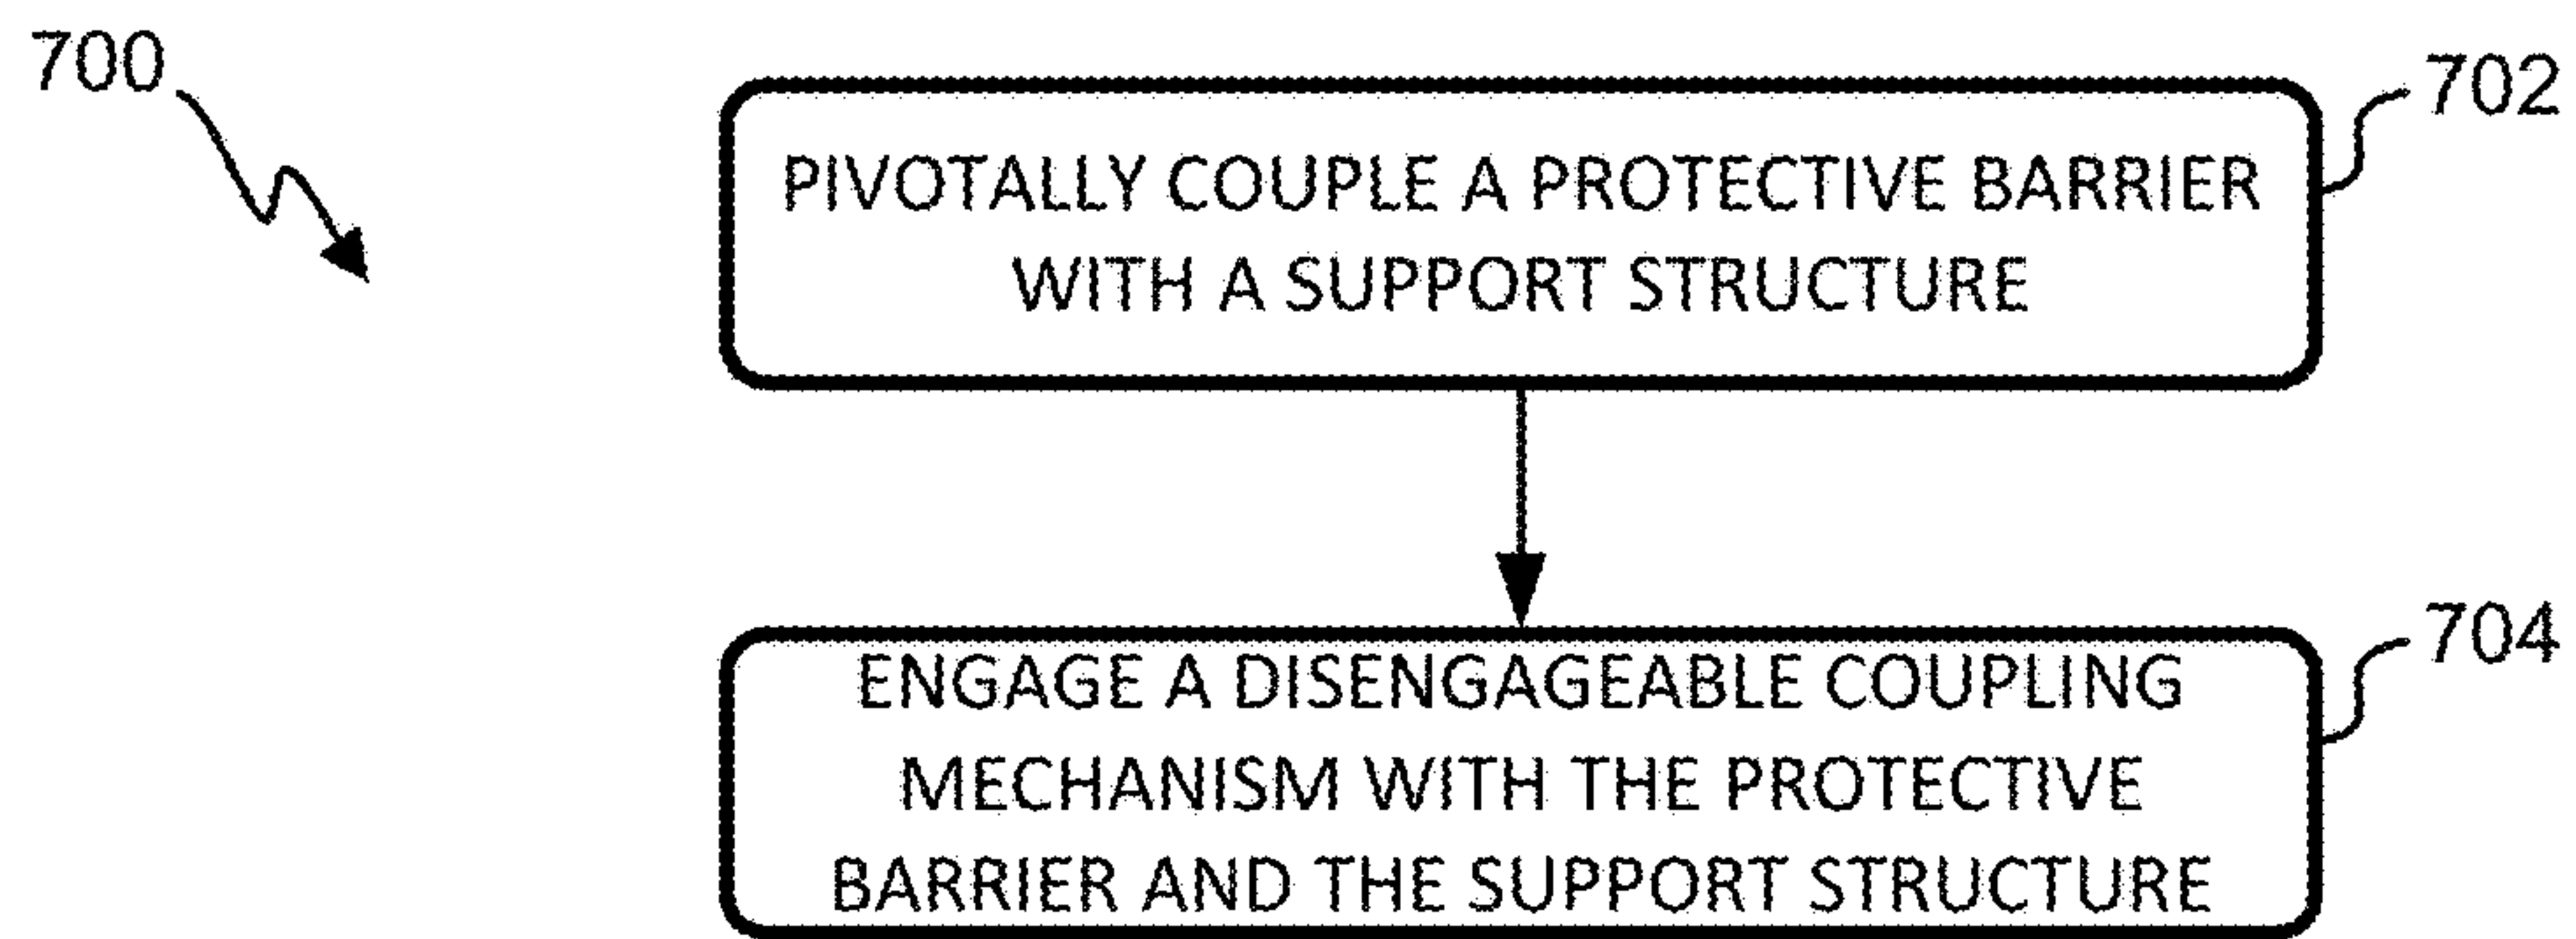 700
702
PIVOTALLY COUPLE A PROTECTIVE BARRIER
WITH A SUPPORT STRUCTURE
704
ENGAGE A DISENGAGEABLE COUPLING
MECHANISM WITH THE PROTECTIVE
BARRIER AND THE SUPPORT STRUCTURE